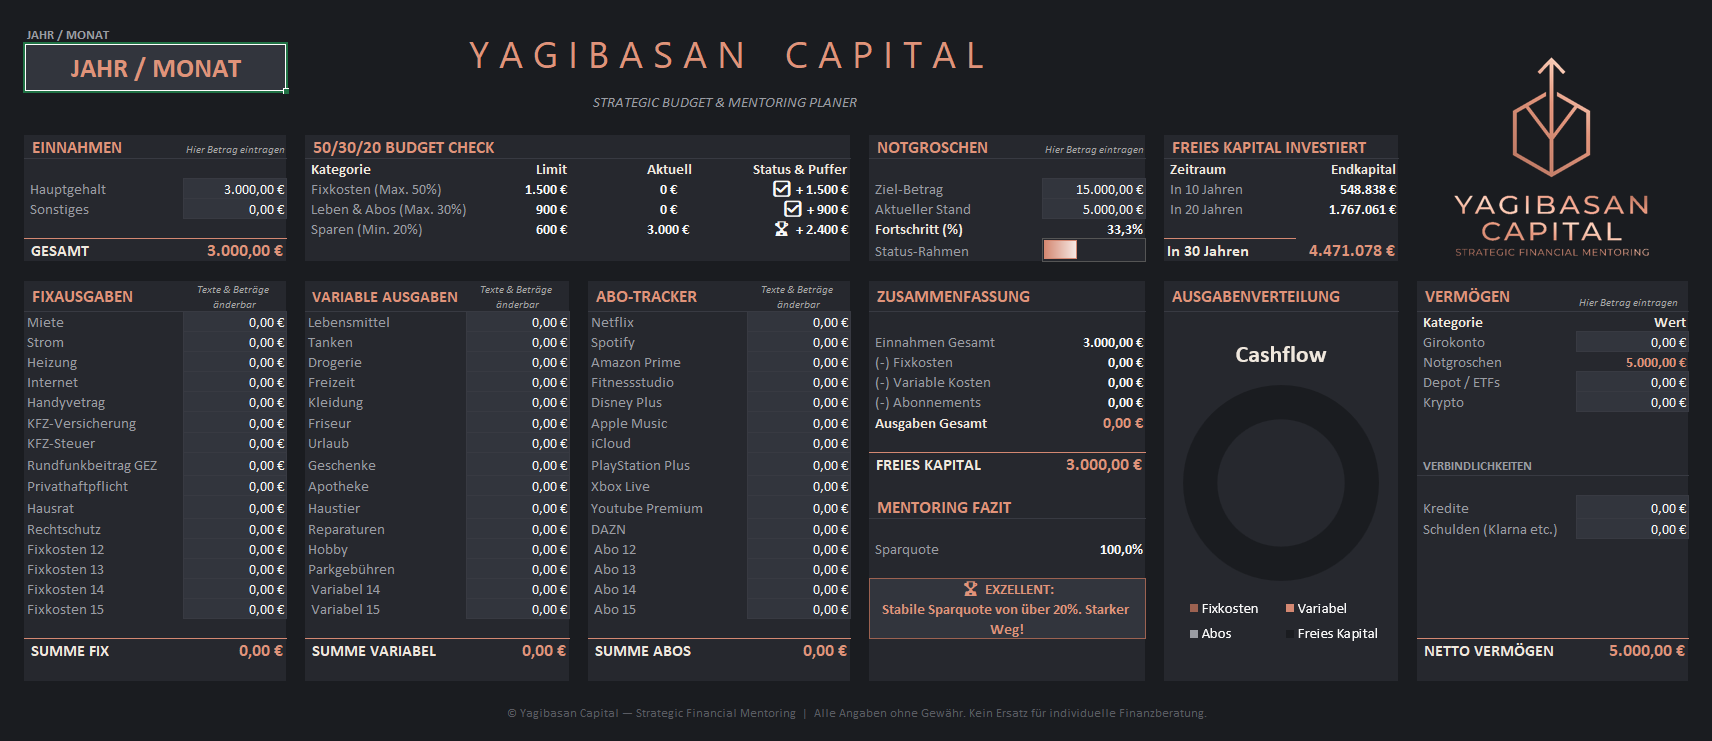 JAHR / MONAT
JAHR / MONAT
YAGIBASAN CAPITAL
STRATEGIC BUDGET & MENTORING PLANER
YAGIBASAN
CAPITAL
STRATEGIC FINANCIAL MENTORING
EINNAHMEN Hier Betrag eintragen
Hauptgehalt 3.000,00 €
Sonstiges 0,00 €
GESAMT 3.000,00 €
50/30/20 BUDGET CHECK
Kategorie Limit Aktuell Status & Puffer
Fixkosten (Max. 50%) 1.500 € 0 € + 1.500 €
Leben & Abos (Max. 30%) 900 € 0 € + 900 €
Sparen (Min. 20%) 600 € 3.000 € + 2.400 €
NOTGROSCHEN Hier Betrag eintragen
Ziel-Betrag 15.000,00 €
Aktueller Stand 5.000,00 €
Fortschritt (%) 33,3%
Status-Rahmen
FREIES KAPITAL INVESTIERT
Zeitraum Endkapital
In 10 Jahren 548.838 €
In 20 Jahren 1.767.061 €
In 30 Jahren 4.471.078 €
FIXAUSGABEN Texte & Beträge
änderbar
Miete 0,00 €
Strom 0,00 €
Heizung 0,00 €
Internet 0,00 €
Handyvetrag 0,00 €
KFZ-Versicherung 0,00 €
KFZ-Steuer 0,00 €
Rundfunkbeitrag GEZ 0,00 €
Privathaftpflicht 0,00 €
Hausrat 0,00 €
Rechtschutz 0,00 €
Fixkosten 12 0,00 €
Fixkosten 13 0,00 €
Fixkosten 14 0,00 €
Fixkosten 15 0,00 €
SUMME FIX 0,00 €
VARIABLE AUSGABEN Texte & Beträge
änderbar
Lebensmittel 0,00 €
Tanken 0,00 €
Drogerie 0,00 €
Freizeit 0,00 €
Kleidung 0,00 €
Friseur 0,00 €
Urlaub 0,00 €
Geschenke 0,00 €
Apotheke 0,00 €
Haustier 0,00 €
Reparaturen 0,00 €
Hobby 0,00 €
Parkgebühren 0,00 €
Variabel 14 0,00 €
Variabel 15 0,00 €
SUMME VARIABEL 0,00 €
ABO-TRACKER Texte & Beträge
änderbar
Netflix 0,00 €
Spotify 0,00 €
Amazon Prime 0,00 €
Fitnessstudio 0,00 €
Disney Plus 0,00 €
Apple Music 0,00 €
iCloud 0,00 €
PlayStation Plus 0,00 €
Xbox Live 0,00 €
Youtube Premium 0,00 €
DAZN 0,00 €
Abo 12 0,00 €
Abo 13 0,00 €
Abo 14 0,00 €
Abo 15 0,00 €
SUMME ABOS 0,00 €
ZUSAMMENFASSUNG
Einnahmen Gesamt 3.000,00 €
(-) Fixkosten 0,00 €
(-) Variable Kosten 0,00 €
(-) Abonnements 0,00 €
Ausgaben Gesamt 0,00 €
FREIES KAPITAL 3.000,00 €
MENTORING FAZIT
Sparquote 100,0%
EXZELLENT:
Stabile Sparquote von über 20%. Starker
Weg!
AUSGABENVERTEILUNG
Cashflow
Fixkosten Variabel
Abos Freies Kapital
VERMÖGEN Hier Betrag eintragen
Kategorie Wert
Girokonto 0,00 €
Notgroschen 5.000,00 €
Depot / ETFs 0,00 €
Krypto 0,00 €
VERBINDLICHKEITEN
Kredite 0,00 €
Schulden (Klarna etc.) 0,00 €
NETTO VERMÖGEN 5.000,00 €
© Yagibasan Capital — Strategic Financial Mentoring | Alle Angaben ohne Gewähr. Kein Ersatz für individuelle Finanzberatung.